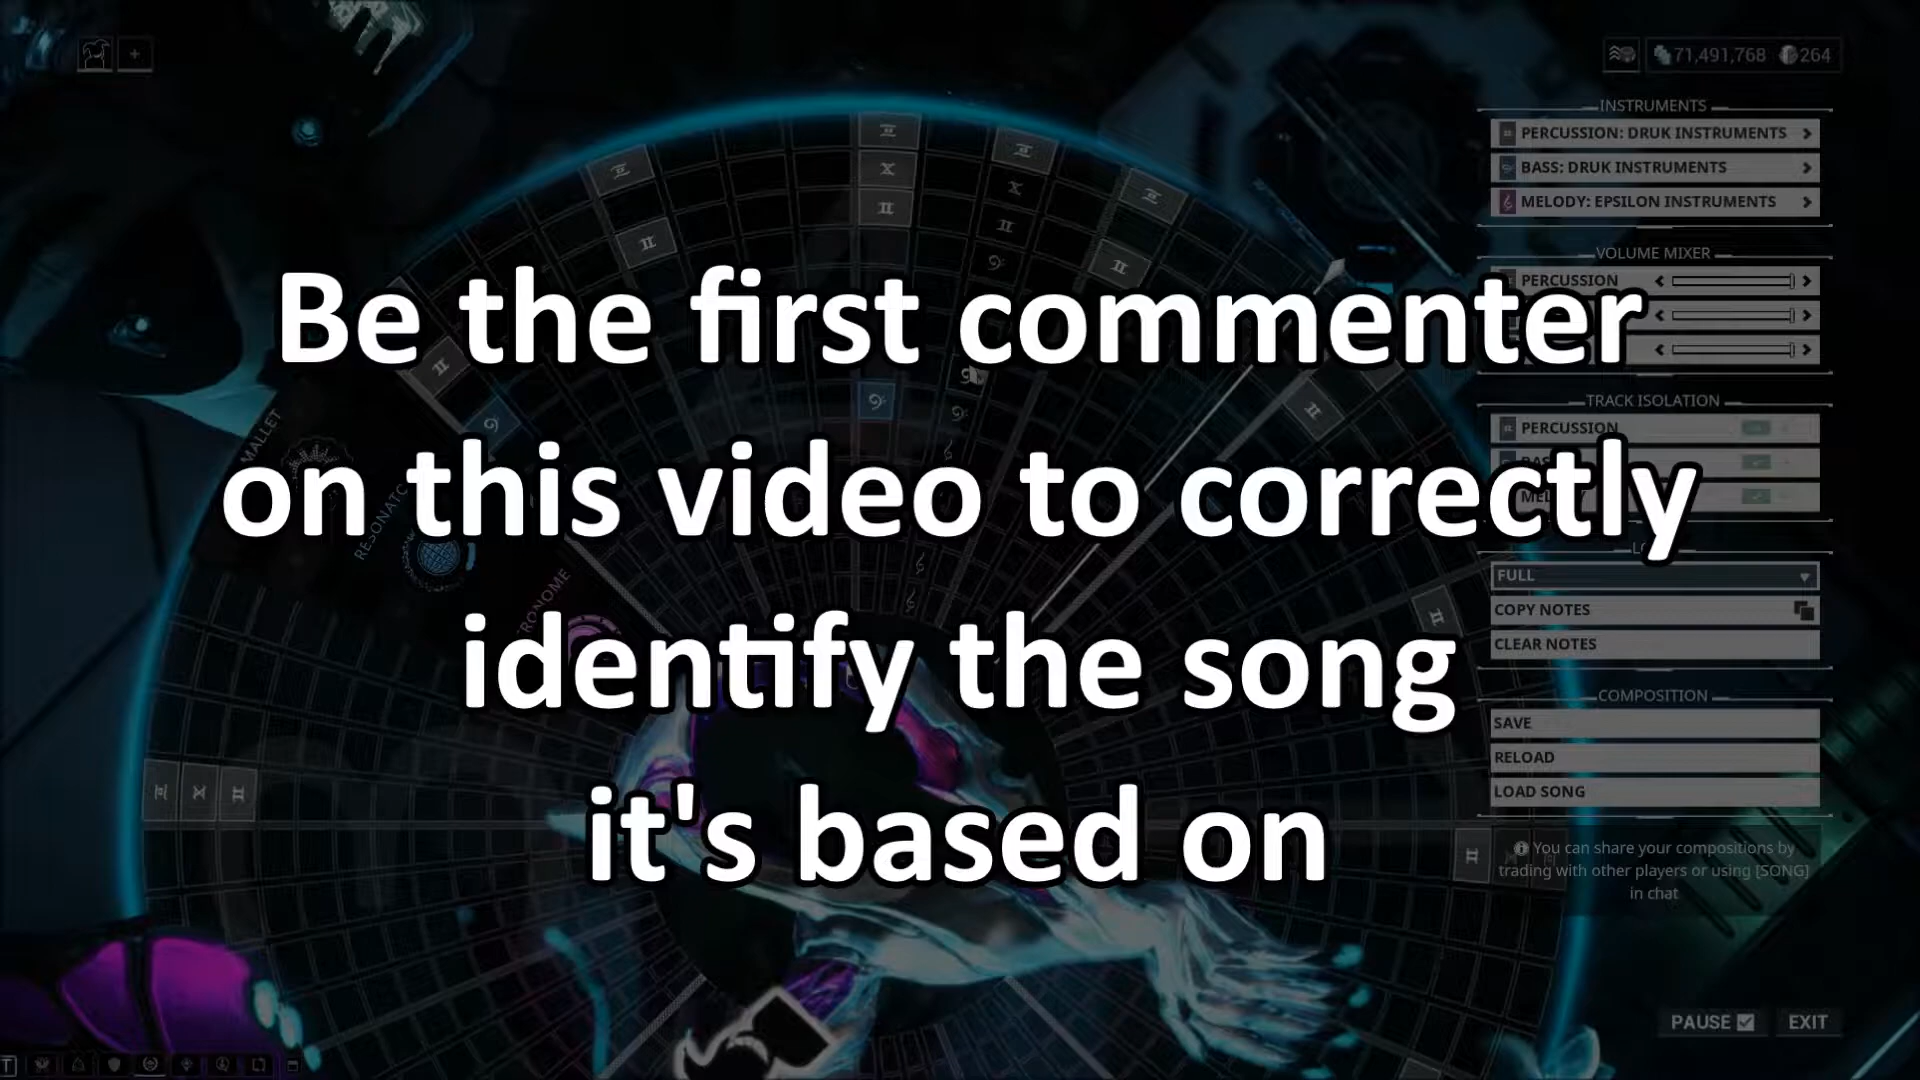 71,491,768 264
INSTRUMENTS
PERCUSSION: DRUK INSTRUMENTS
BASS: DRUK INSTRUMENTS
MELODY: EPSILON INSTRUMENTS
VOLUME MIXER
PERCUSSION
Be the first commenter
TRACK ISOLATION
PERCUSSION
MALLET
on this video to correctly
FULL
COPY NOTES
CLEAR NOTES
identify the song
COMPOSITION
SAVE
RELOAD
LOAD SONG
it's based on
You can share your compositions by
trading with other players or using [SONG]
in chat
PAUSE EXIT
T